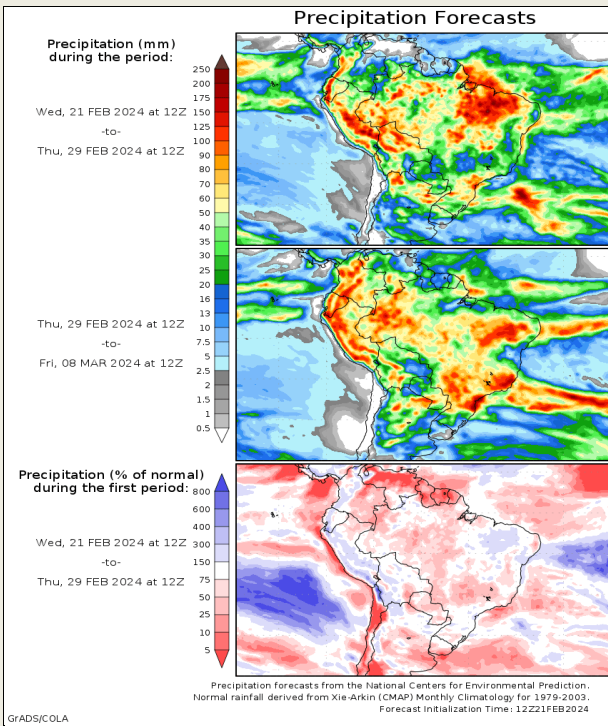 Precipitation Forecasts
Precipitation (mm)
during the period:
Wed, 21 FEB 2024 at 12Z
-to-
Thu, 29 FEB 2024 at 12Z
250
200
175
150
125
100
90
80
70
60
50
40
35
30
25
20
16
13
10
7.5
5
2.5
2
1.5
1
0.5
Thu, 29 FEB 2024 at 12Z
-to-
Fri, 08 MAR 2024 at 12Z
Precipitation (% of normal)
during the first period:
Wed, 21 FEB 2024 at 12Z
-to-
Thu, 29 FEB 2024 at 12Z
800
600
400
300
150
75
50
25
10
5
Precipitation forecasts from the National Centers for Environmental Prediction.
Normal rainfall derived from Xie-Arkin (CMAP) Monthly Climatology for 1979-2003.
Forecast Initialization Time: 12Z21FEB2024
GrADS/COLA